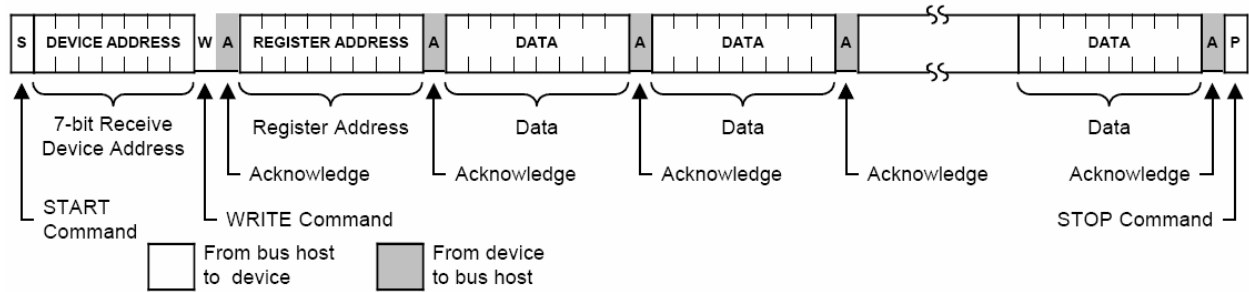 S DEVICE ADDRESS W A REGISTER ADDRESS A DATA A DATA A DATA A P
7-bit Receive
Device Address
Register Address
Data
Data
Data
Acknowledge
Acknowledge
Acknowledge
Acknowledge
Acknowledge
START
Command
WRITE Command
STOP Command
From bus host
to device
From device
to bus host